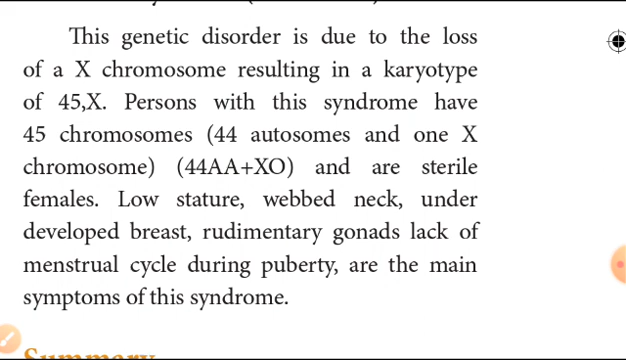 This genetic disorder is due to the loss
of a X chromosome resulting in a karyotype
of 45,X. Persons with this syndrome have
45 chromosomes (44 autosomes and one X
chromosome) (44AA+XO) and are sterile
females. Low stature, webbed neck, under
developed breast, rudimentary gonads lack of
menstrual cycle during puberty, are the main
symptoms of this syndrome.
Summary